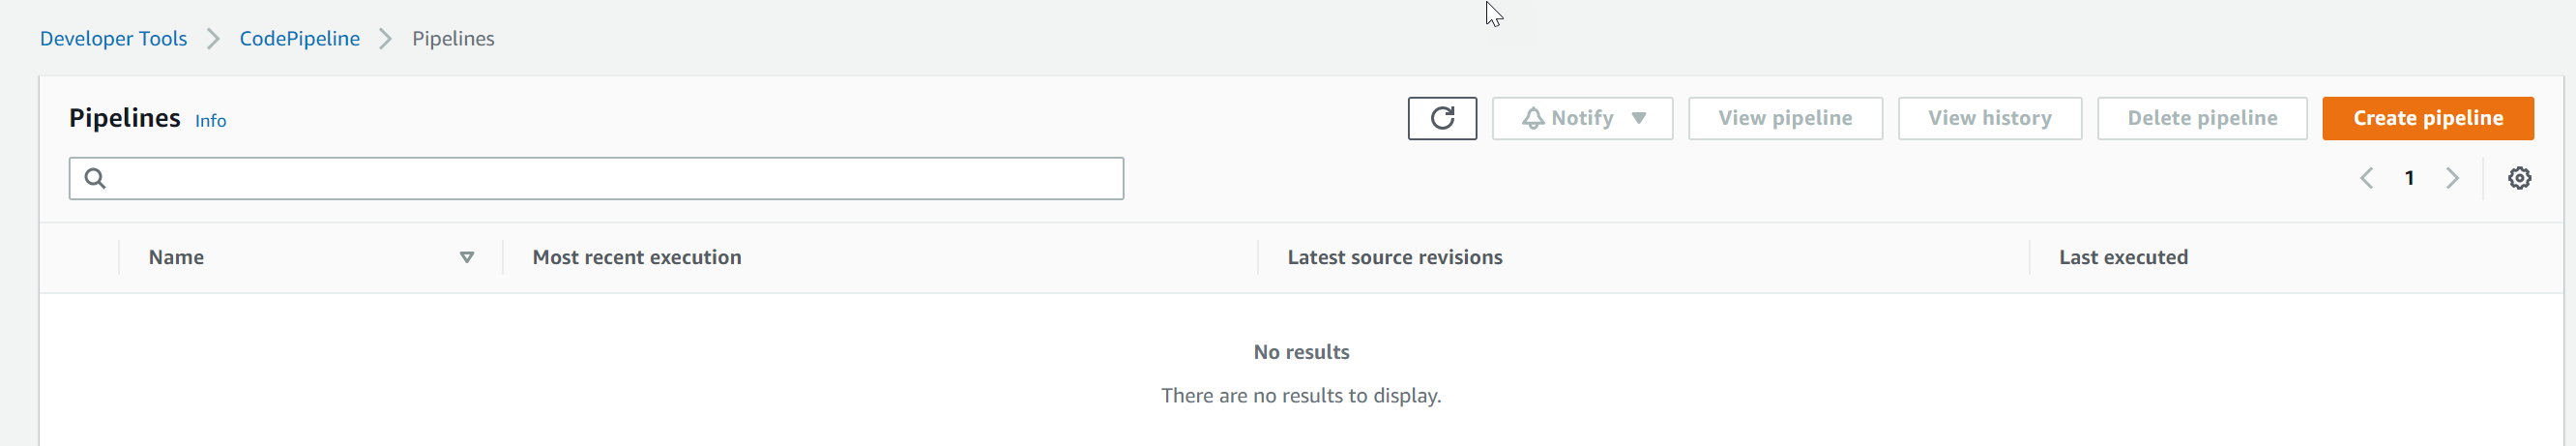 Developer Tools CodePipeline Pipelines
Pipelines Info Notify View pipeline View history Delete pipeline Create pipeline
1
Name Most recent execution Latest source revisions Last executed
No results
There are no results to display.